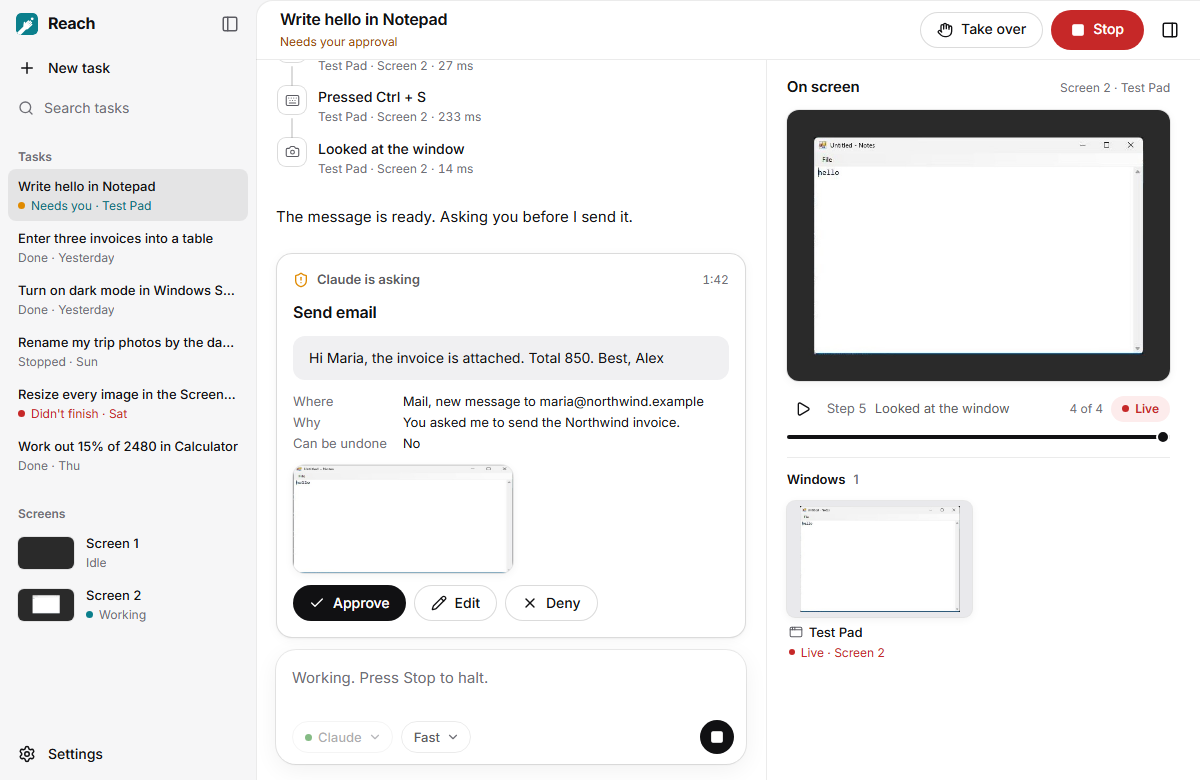 Reach
New task
Search tasks
Tasks
Write hello in Notepad
Needs you · Test Pad
Enter three invoices into a table
Done · Yesterday
Turn on dark mode in Windows S...
Done · Yesterday
Rename my trip photos by the da...
Stopped · Sun
Resize every image in the Screen...
Didn't finish · Sat
Work out 15% of 2480 in Calculator
Done · Thu
Screens
Screen 1
Idle
Screen 2
Working
Settings
Write hello in Notepad
Needs your approval
Take over
Stop
Test Pad · Screen 2 · 27 ms
Pressed Ctrl + S
Test Pad · Screen 2 · 233 ms
Looked at the window
Test Pad · Screen 2 · 14 ms
The message is ready. Asking you before I send it.
Claude is asking
1:42
Send email
Hi Maria, the invoice is attached. Total 850. Best, Alex
Where Mail, new message to maria@northwind.example
Why You asked me to send the Northwind invoice.
Can be undone No
Untitled - Notes
File
hello
Approve
Edit
Deny
Working. Press Stop to halt.
Claude
Fast
On screen
Screen 2 · Test Pad
Untitled - Notes
File
hello
Step 5 Looked at the window
4 of 4
Live
Windows 1
Untitled - Notes
File
hello
Test Pad
Live · Screen 2